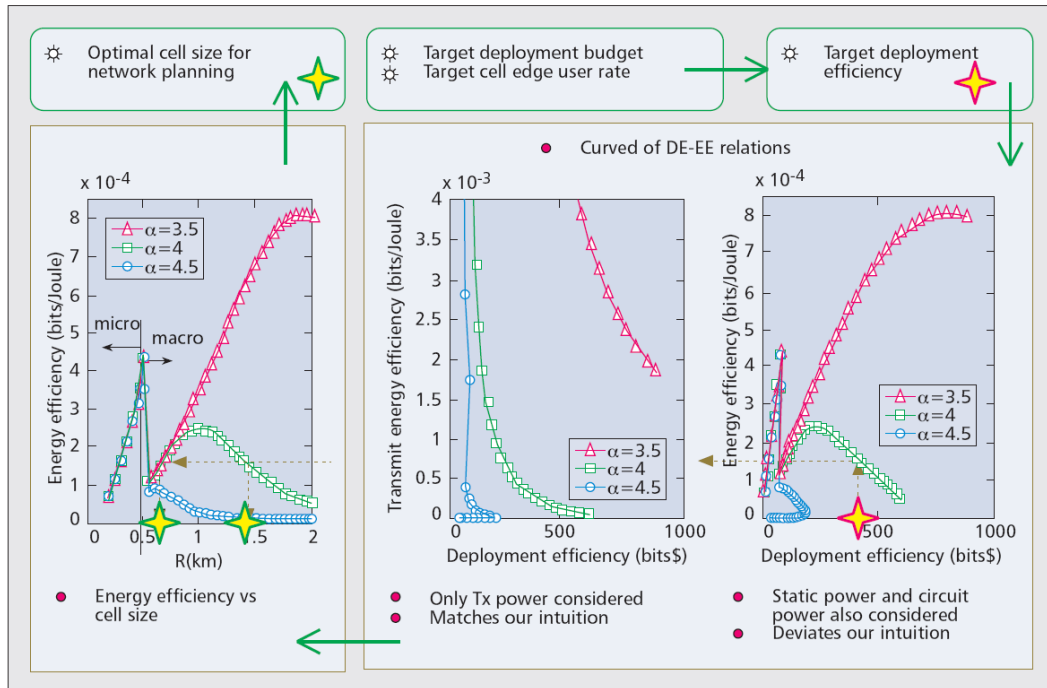 Optimal cell size for
network planning
Target deployment budget
Target cell edge user rate
Target deployment
efficiency
Curved of DE-EE relations
x 10-4
8
7
6
5
4
3
2
1
0
Energy efficiency (bits/Joule)
α=3.5
α=4
α=4.5
micro
macro
0
0.5
1
1.5
2
R(km)
Energy efficiency vs
cell size
x 10-3
4
3.5
3
2.5
2
1.5
1
0.5
0
Transmit energy efficiency (bits/Joule)
α=3.5
α=4
α=4.5
0
500
1000
Deployment efficiency (bits$)
Only Tx power considered
Matches our intuition
x 10-4
8
7
6
5
4
3
2
1
0
Energy efficiency (bits/Joule)
α=3.5
α=4
α=4.5
0
500
1000
Deployment efficiency (bits$)
Static power and circuit
power also considered
Deviates our intuition